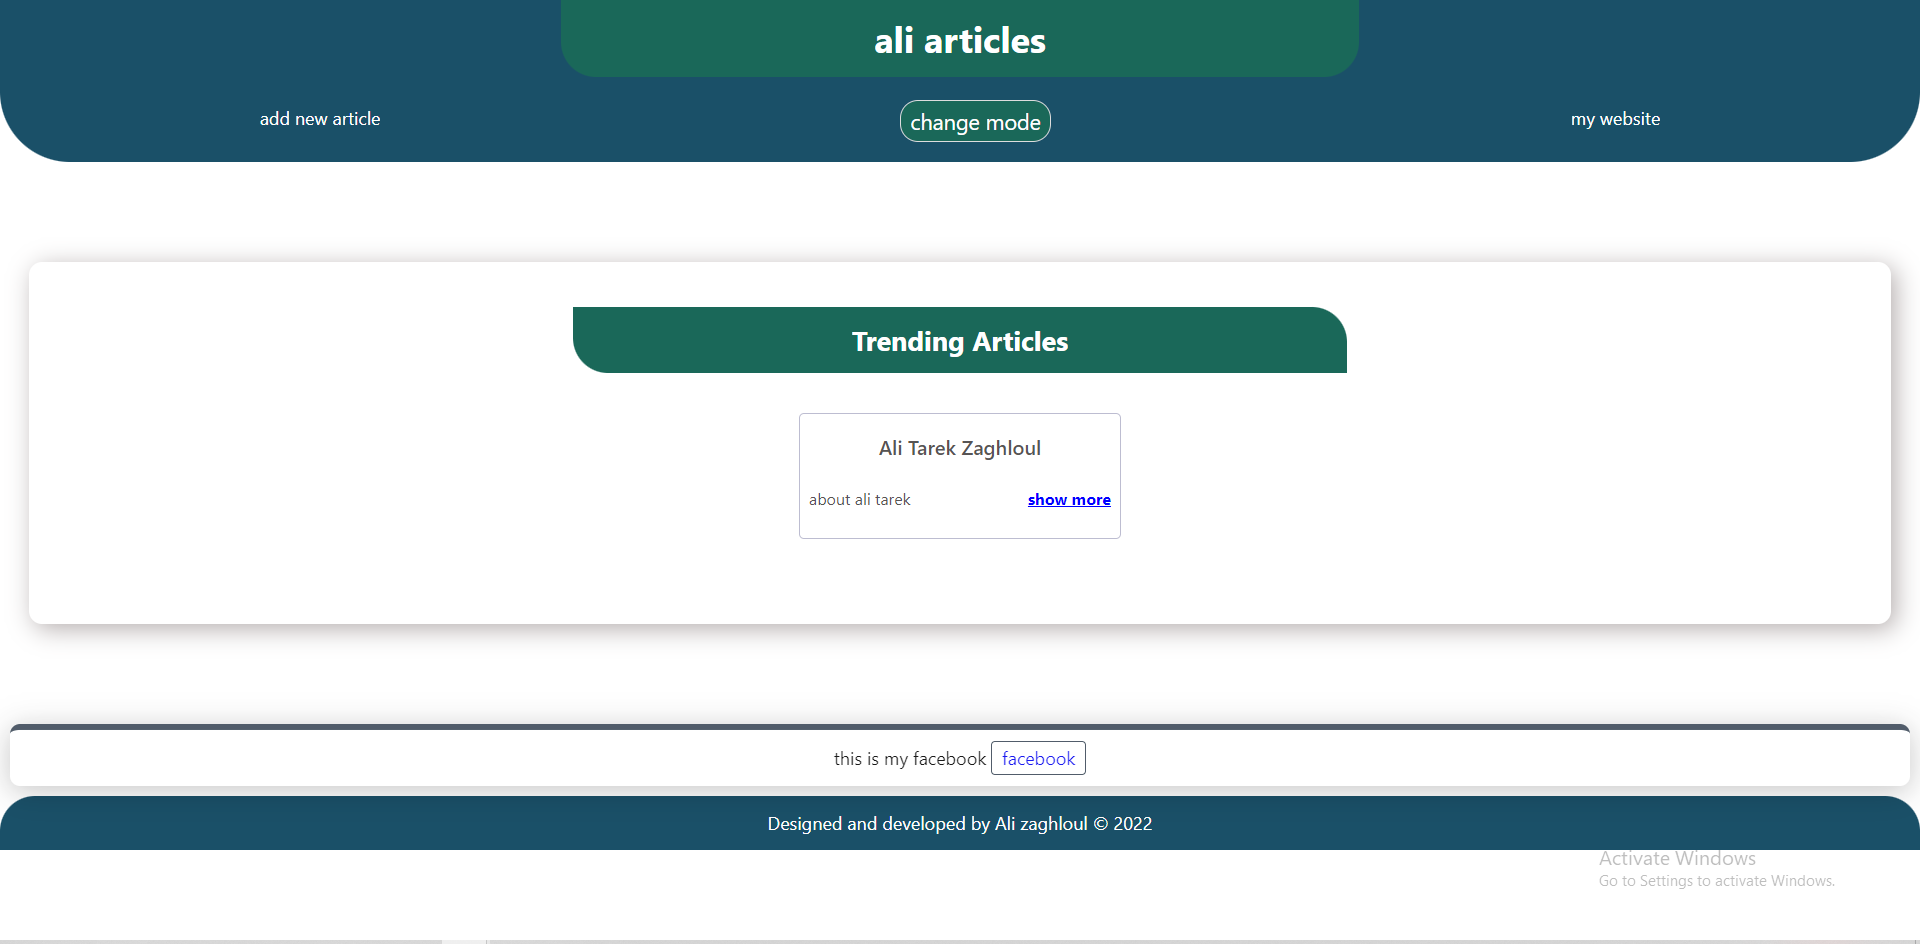 ali articles
add new article
change mode
my website
Trending Articles
Ali Tarek Zaghloul
about ali tarek
show more
this is my facebook facebook
Designed and developed by Ali zaghloul © 2022
Activate Windows
Go to Settings to activate Windows.